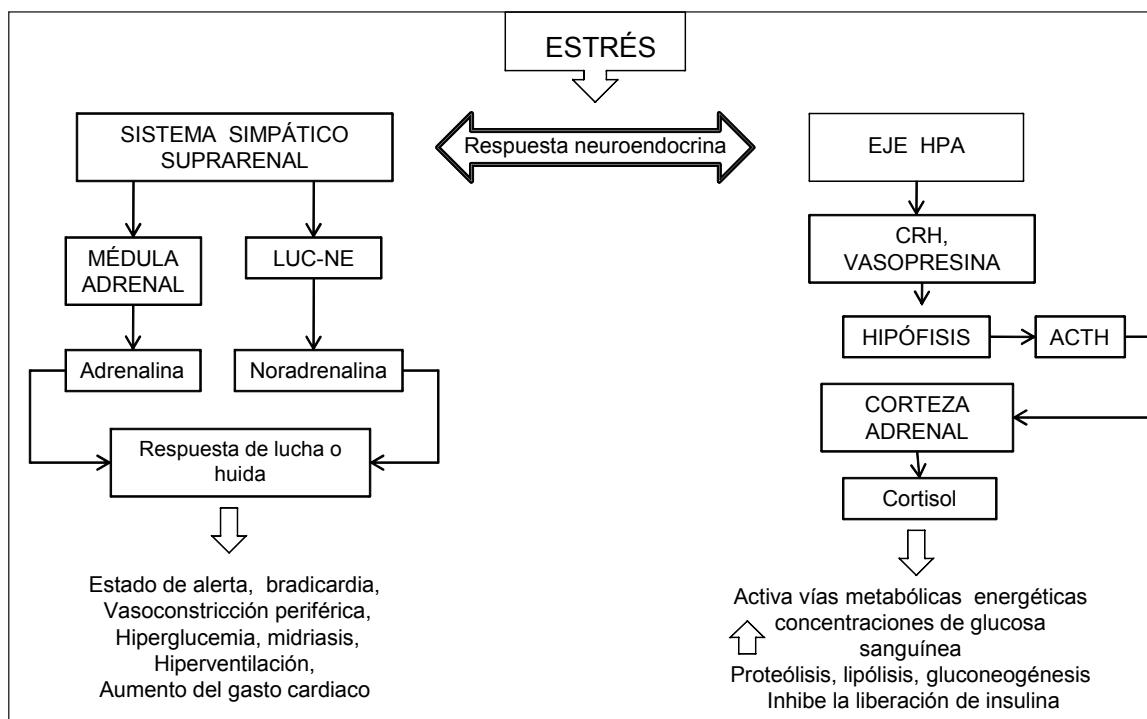 ESTRÉS
Respuesta neuroendocrina
SISTEMA SIMPÁTICO
SUPRARENAL
MÉDULA
ADRENAL
LUC-NE
Adrenalina
Noradrenalina
Respuesta de lucha o
huida
Estado de alerta, bradicardia,
Vasoconstricción periférica,
Hiperglucemia, midriasis,
Hiperventilación,
Aumento del gasto cardiaco
EJE HPA
CRH,
VASOPRESINA
HIPÓFISIS
ACTH
CORTEZA
ADRENAL
Cortisol
Activa vías metabólicas energéticas
concentraciones de glucosa
sanguínea
Proteólisis, lipólisis, gluconeogénesis
Inhibe la liberación de insulina